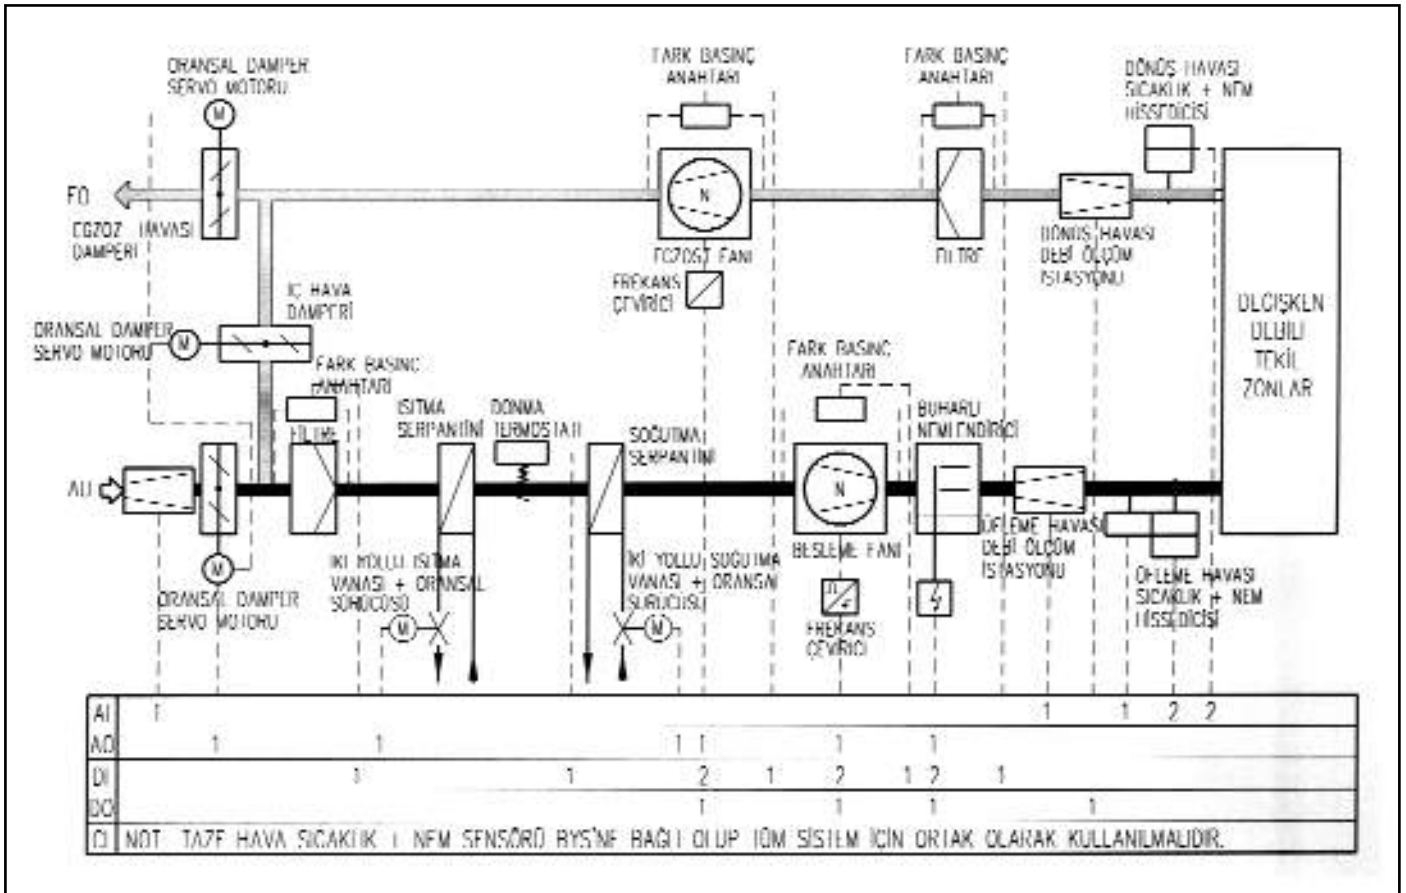 ORANSAL DAMPER
SERVO MOTORU
M
FARK BASINÇ
ANAHTARI
FARK BASINÇ
ANAHTARI
DÖNÜŞ HAVASI
SICAKLIK + NEM
HİSSEDİCİSİ
N
EGZOZ HAVASI
DAMPERİ
EGZOST FANI
FİLTRE
DÖNÜŞ HAVASI
DEBİ ÖLÇÜM
İSTASYONU
FREKANS
ÇEVİRİCİ
İÇ HAVA
DAMPERİ
ORANSAL DAMPER
SERVO MOTORU
M
DEĞİŞKEN
DEBİLİ
TEKİL
ZONLAR
FARK BASINÇ
ANAHTARI
FARK BASINÇ
ANAHTARI
FİLTRE
ISITMA
SERPANTİNİ
DONMA
TERMOSTATI
SOĞUTMA
SERPANTİNİ
BUHARLI
NEMLENDİRİCİ
N
BESLEME FANI
ÜFLEME HAVASI
DEBİ ÖLÇÜM
İSTASYONU
M
ORANSAL DAMPER
SERVO MOTORU
İKİ YOLLU ISITMA
VANASI + ORANSAL
SÜRÜCÜSÜ
M
İKİ YOLLU SOĞUTMA
VANASI + ORANSAL
SÜRÜCÜSÜ
M
FREKANS
ÇEVİRİCİ
ÜFLEME HAVASI
SICAKLIK + NEM
HİSSEDİCİSİ
AI 1 1 1 2 2
AO 1 1 1 1 1 1
DI 1 1 2 1 2 1 2 1
DO 1 1 1 1
NOT TAZE HAVA SICAKLIK + NEM SENSÖRÜ BYS'NE BAĞLI OLUP TÜM SİSTEM İÇİN ORTAK OLARAK KULLANILMALIDIR.